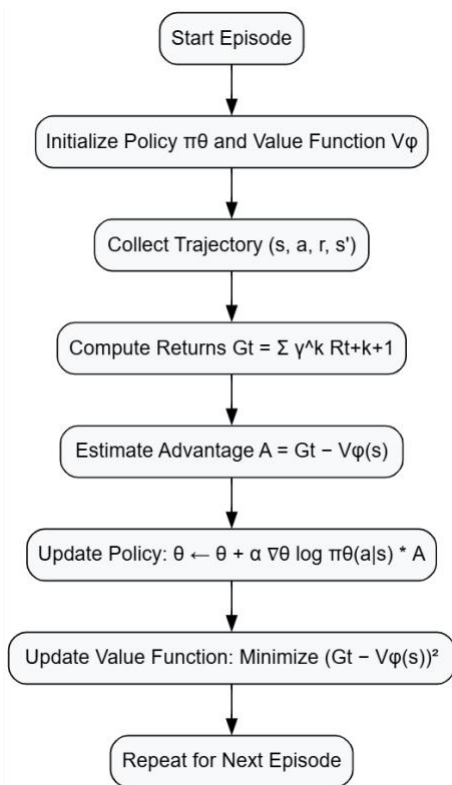 Start Episode
Initialize Policy πθ and Value Function Vφ
Collect Trajectory (s, a, r, s')
Compute Returns Gt = Σ γ^k Rt+k+1
Estimate Advantage A = Gt − Vφ(s)
Update Policy: θ ← θ + α ∇θ log πθ(a|s) * A
Update Value Function: Minimize (Gt − Vφ(s))²
Repeat for Next Episode